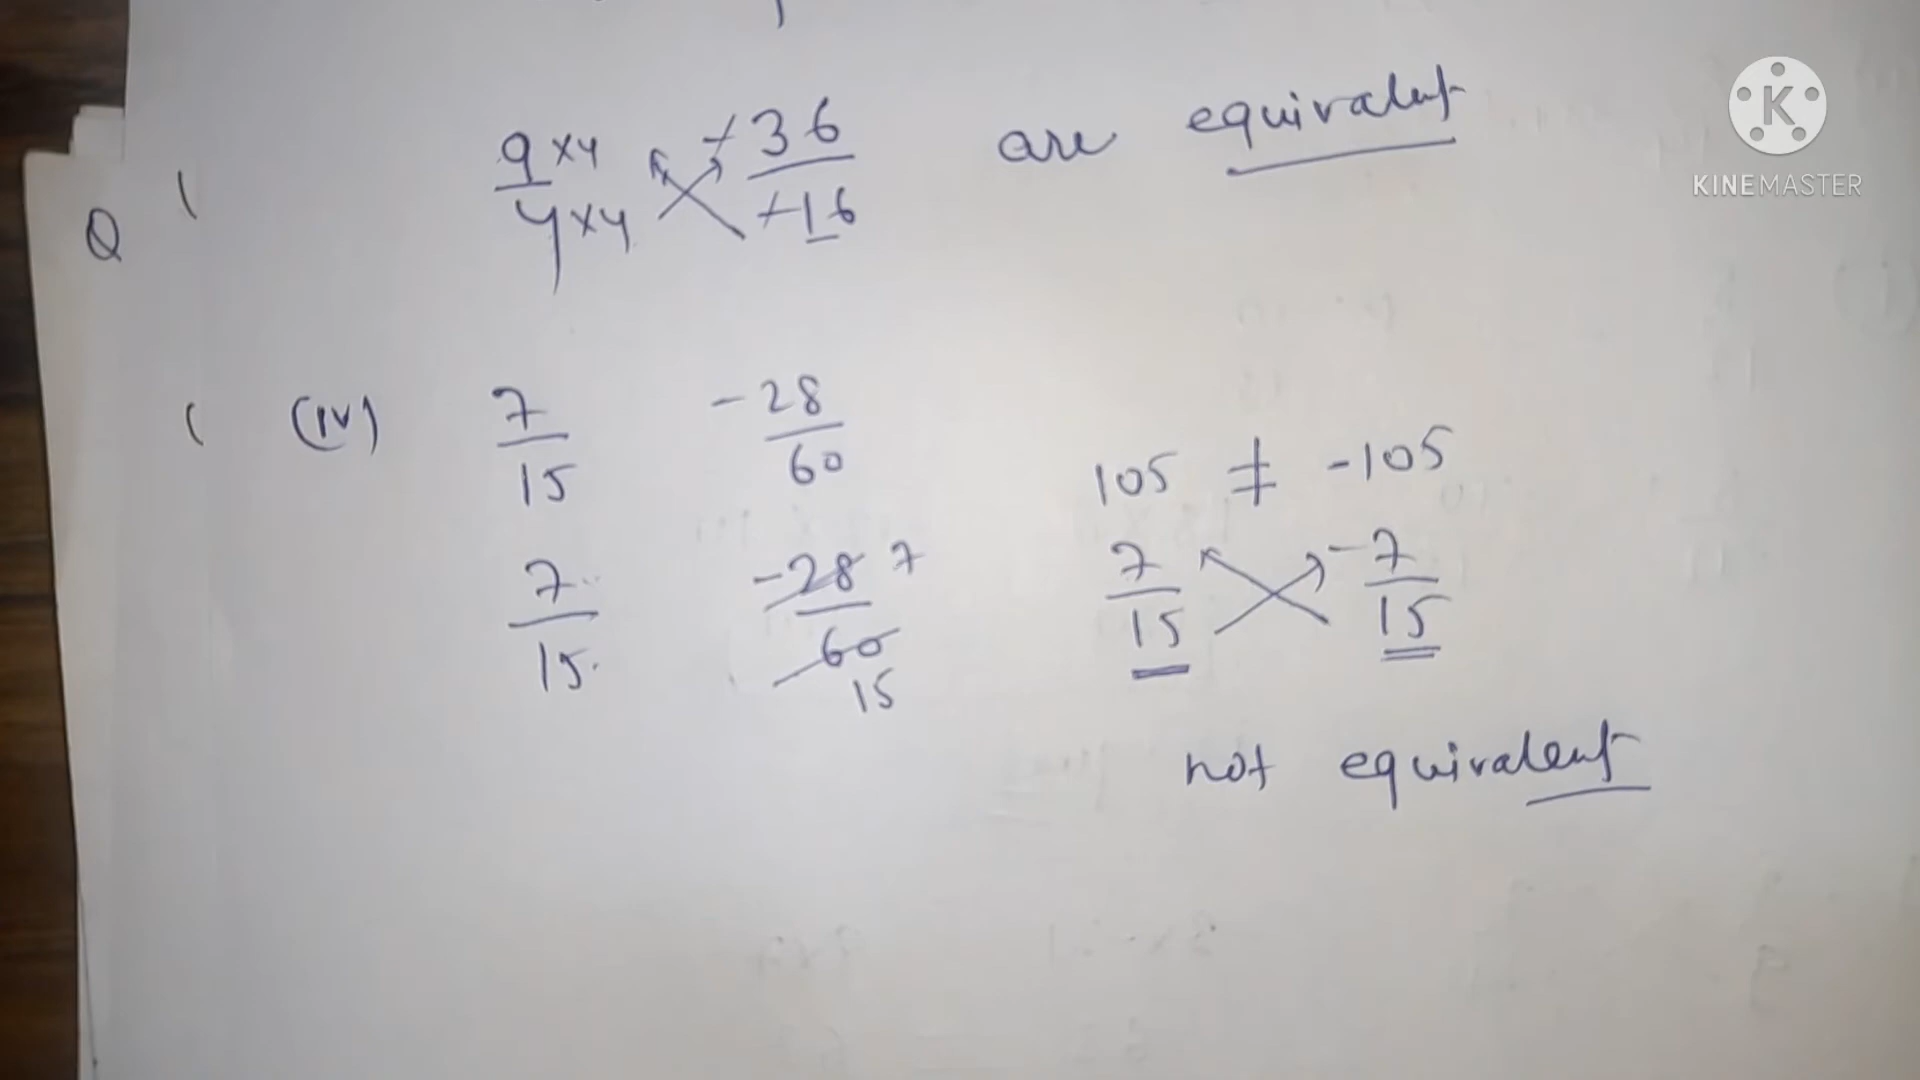 9×4 +36 are equivalent
Q ( 4×4 +16
KINEMASTER
( (iv) 7/15 -28/60
105 ≠ -105
7/15 -28/60 7/15
7/15 -7/15
not equivalent